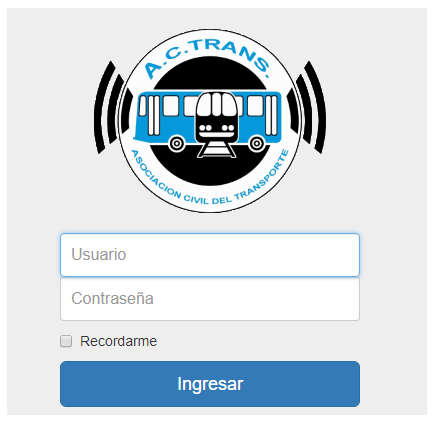 A.C.TRANS.
ASOCIACION CIVIL DEL TRANSPORTE
Usuario
Contraseña
Recordarme
Ingresar